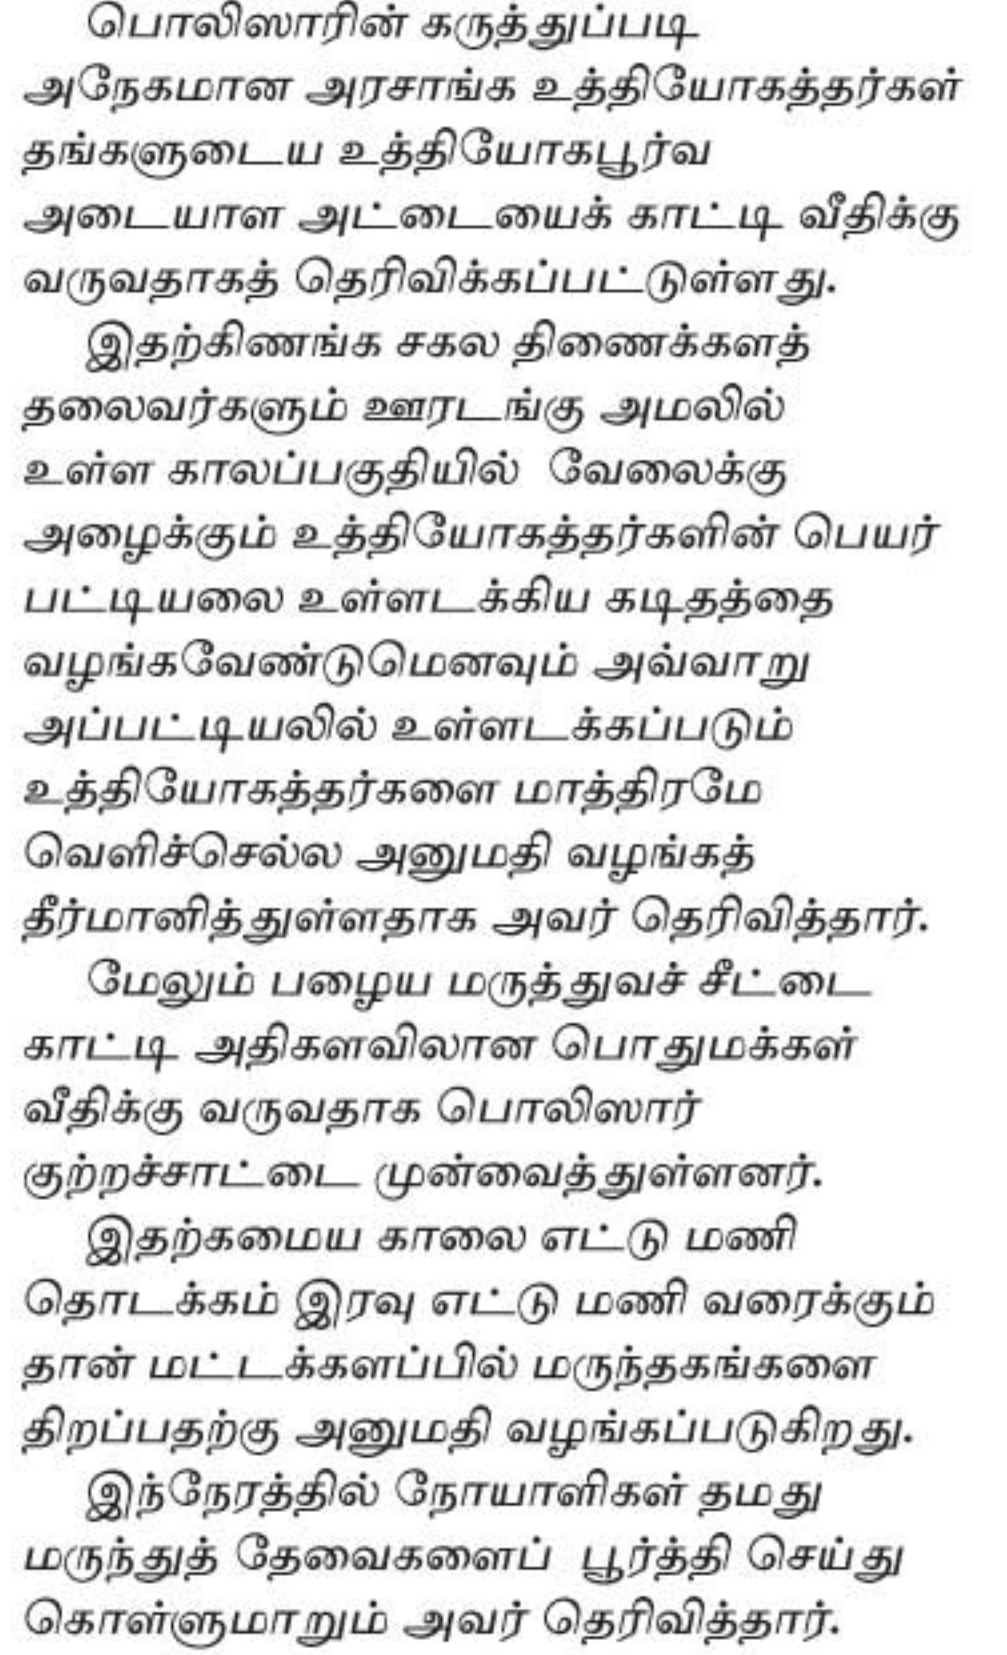 பொலிஸாரின் கருத்துப்படி
அநேகமான அரசாங்க உத்தியோகத்தர்கள்
தங்களுடைய உத்தியோகபூர்வ
அடையாள அட்டையைக் காட்டி வீதிக்கு
வருவதாகத் தெரிவிக்கப்பட்டுள்ளது.
இதற்கிணங்க சகல திணைக்களத்
தலைவர்களும் ஊரடங்கு அமலில்
உள்ள காலப்பகுதியில் வேலைக்கு
அழைக்கும் உத்தியோகத்தர்களின் பெயர்
பட்டியலை உள்ளடக்கிய கடிதத்தை
வழங்கவேண்டுமெனவும் அவ்வாறு
அப்பட்டியலில் உள்ளடக்கப்படும்
உத்தியோகத்தர்களை மாத்திரமே
வெளிச்செல்ல அனுமதி வழங்கத்
தீர்மானித்துள்ளதாக அவர் தெரிவித்தார்.
மேலும் பழைய மருத்துவச் சீட்டை
காட்டி அதிகளவிலான பொதுமக்கள்
வீதிக்கு வருவதாக பொலிஸார்
குற்றச்சாட்டை முன்வைத்துள்ளனர்.
இதற்கமைய காலை எட்டு மணி
தொடக்கம் இரவு எட்டு மணி வரைக்கும்
தான் மட்டக்களப்பில் மருந்தகங்களை
திறப்பதற்கு அனுமதி வழங்கப்படுகிறது.
இந்நேரத்தில் நோயாளிகள் தமது
மருந்துத் தேவைகளைப் பூர்த்தி செய்து
கொள்ளுமாறும் அவர் தெரிவித்தார்.